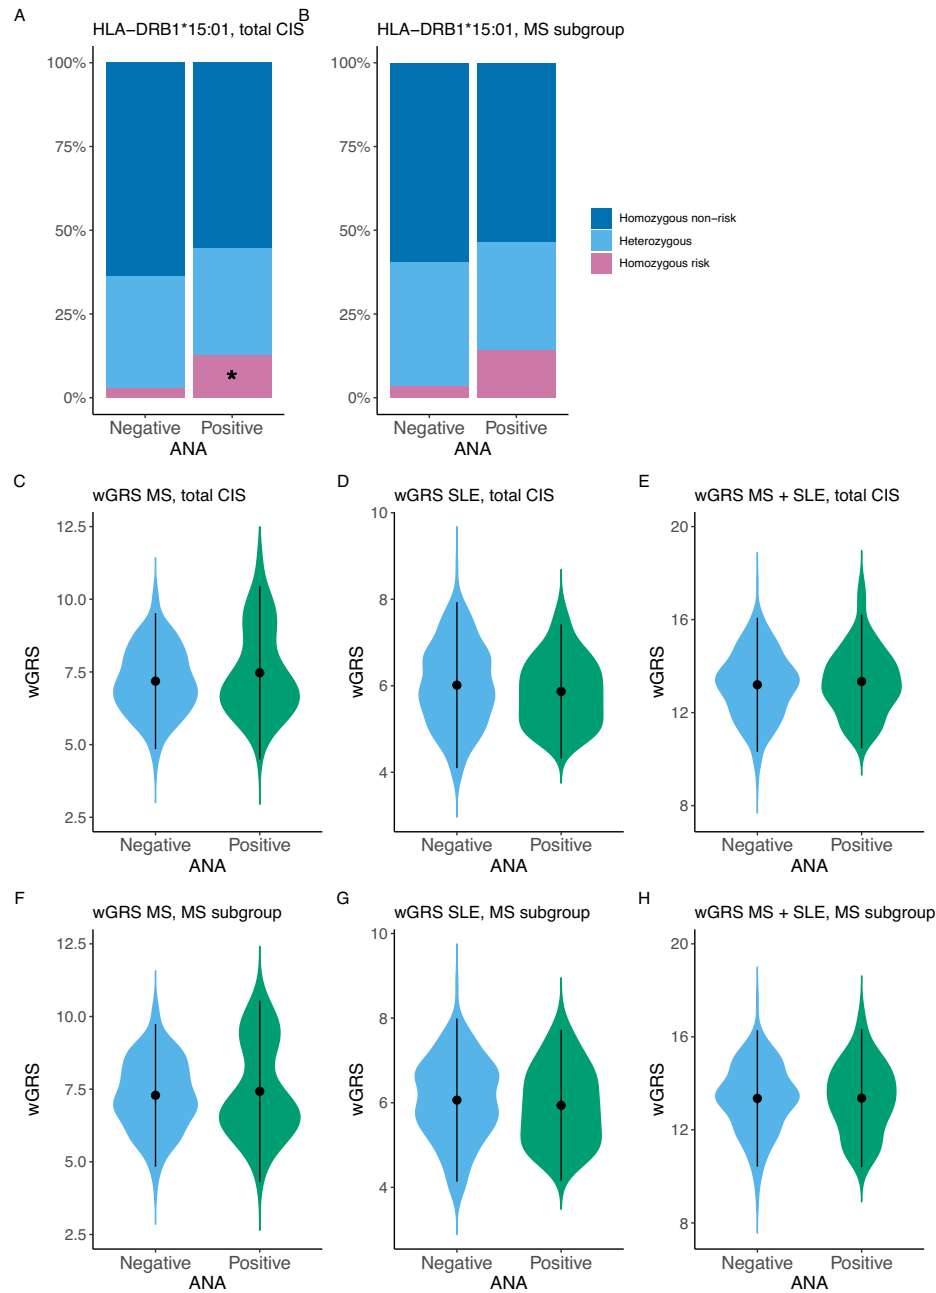 A
HLA−DRB1*15:01, total CIS
100%
75%
50%
25%
0%
*
Negative Positive
ANA
B
HLA−DRB1*15:01, MS subgroup
100%
75%
50%
25%
0%
Negative Positive
ANA
Homozygous non−risk
Heterozygous
Homozygous risk
C
wGRS MS, total CIS
wGRS
12.5
10.0
7.5
5.0
2.5
Negative Positive
ANA
D
wGRS SLE, total CIS
wGRS
10
8
6
4
Negative Positive
ANA
E
wGRS MS + SLE, total CIS
wGRS
20
16
12
8
Negative Positive
ANA
F
wGRS MS, MS subgroup
wGRS
12.5
10.0
7.5
5.0
2.5
Negative Positive
ANA
G
wGRS SLE, MS subgroup
wGRS
10
8
6
4
Negative Positive
ANA
H
wGRS MS + SLE, MS subgroup
wGRS
20
16
12
8
Negative Positive
ANA